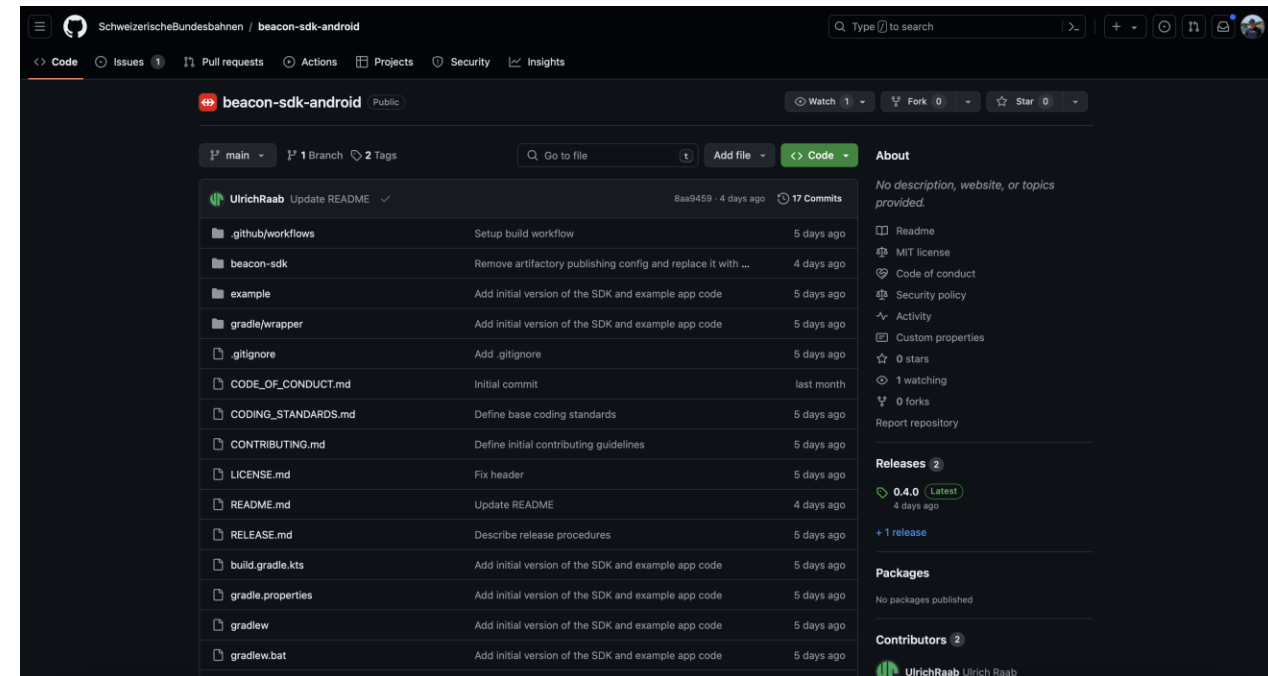 SchweizerischeBundesbahnen / beacon-sdk-android
Type / to search
Code Issues 1 Pull requests Actions Projects Security Insights
beacon-sdk-android Public
Watch 1 Fork 0 Star 0
main 1 Branch 2 Tags Go to file t Add file Code
About
No description, website, or topics
provided.
UlrichRaab Update README 8aa9459 · 4 days ago 17 Commits
.github/workflows Setup build workflow 5 days ago
beacon-sdk Remove artifactory publishing config and replace it with ... 4 days ago
example Add initial version of the SDK and example app code 5 days ago
gradle/wrapper Add initial version of the SDK and example app code 5 days ago
.gitignore Add .gitignore 5 days ago
CODE_OF_CONDUCT.md Initial commit last month
CODING_STANDARDS.md Define base coding standards 5 days ago
CONTRIBUTING.md Define initial contributing guidelines 5 days ago
LICENSE.md Fix header 5 days ago
README.md Update README 4 days ago
RELEASE.md Describe release procedures 5 days ago
build.gradle.kts Add initial version of the SDK and example app code 5 days ago
gradle.properties Add initial version of the SDK and example app code 5 days ago
gradlew Add initial version of the SDK and example app code 5 days ago
gradlew.bat Add initial version of the SDK and example app code 5 days ago
Readme
MIT license
Code of conduct
Security policy
Activity
Custom properties
0 stars
1 watching
0 forks
Report repository
Releases 2
0.4.0 Latest
4 days ago
+ 1 release
Packages
No packages published
Contributors 2
UlrichRaab Ulrich Raab